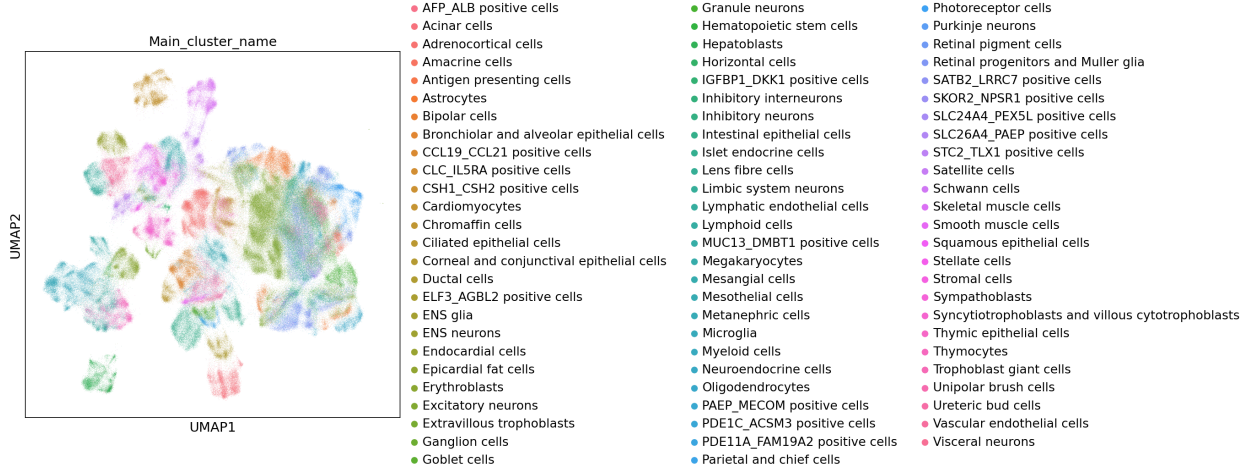 Main_cluster_name
UMAP2
UMAP1
AFP_ALB positive cells
Acinar cells
Adrenocortical cells
Amacrine cells
Antigen presenting cells
Astrocytes
Bipolar cells
Bronchiolar and alveolar epithelial cells
CCL19_CCL21 positive cells
CLC_IL5RA positive cells
CSH1_CSH2 positive cells
Cardiomyocytes
Chromaffin cells
Ciliated epithelial cells
Corneal and conjunctival epithelial cells
Ductal cells
ELF3_AGBL2 positive cells
ENS glia
ENS neurons
Endocardial cells
Epicardial fat cells
Erythroblasts
Excitatory neurons
Extravillous trophoblasts
Ganglion cells
Goblet cells
Granule neurons
Hematopoietic stem cells
Hepatoblasts
Horizontal cells
IGFBP1_DKK1 positive cells
Inhibitory interneurons
Inhibitory neurons
Intestinal epithelial cells
Islet endocrine cells
Lens fibre cells
Limbic system neurons
Lymphatic endothelial cells
Lymphoid cells
MUC13_DMBT1 positive cells
Megakaryocytes
Mesangial cells
Mesothelial cells
Metanephric cells
Microglia
Myeloid cells
Neuroendocrine cells
Oligodendrocytes
PAEP_MECOM positive cells
PDE1C_ACSM3 positive cells
PDE11A_FAM19A2 positive cells
Parietal and chief cells
Photoreceptor cells
Purkinje neurons
Retinal pigment cells
Retinal progenitors and Muller glia
SATB2_LRRC7 positive cells
SKOR2_NPSR1 positive cells
SLC24A4_PEX5L positive cells
SLC26A4_PAEP positive cells
STC2_TLX1 positive cells
Satellite cells
Schwann cells
Skeletal muscle cells
Smooth muscle cells
Squamous epithelial cells
Stellate cells
Stromal cells
Sympathoblasts
Syncytiotrophoblasts and villous cytotrophoblasts
Thymic epithelial cells
Thymocytes
Trophoblast giant cells
Unipolar brush cells
Ureteric bud cells
Vascular endothelial cells
Visceral neurons